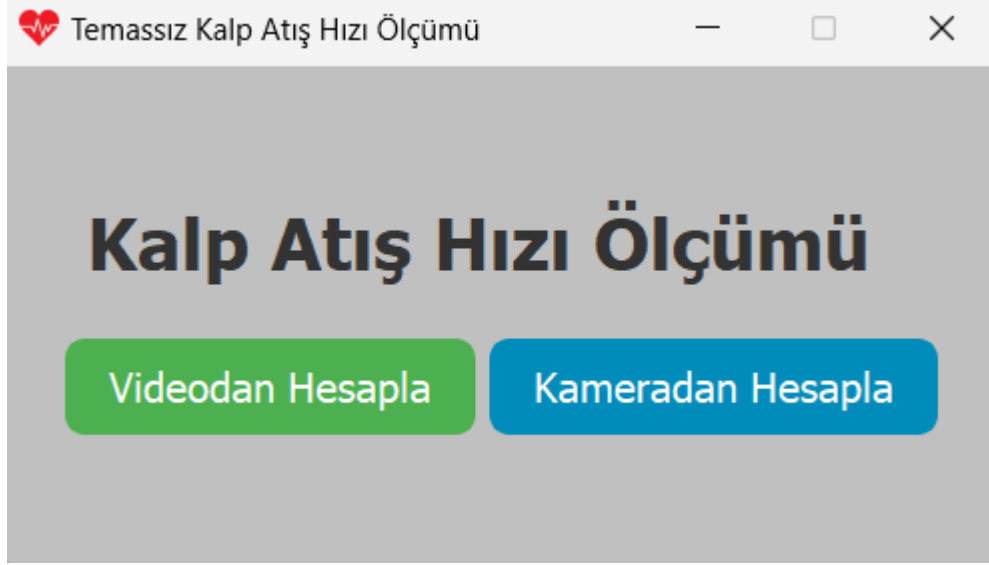 Temassız Kalp Atış Hızı Ölçümü
Kalp Atış Hızı Ölçümü
Videodan Hesapla Kameradan Hesapla